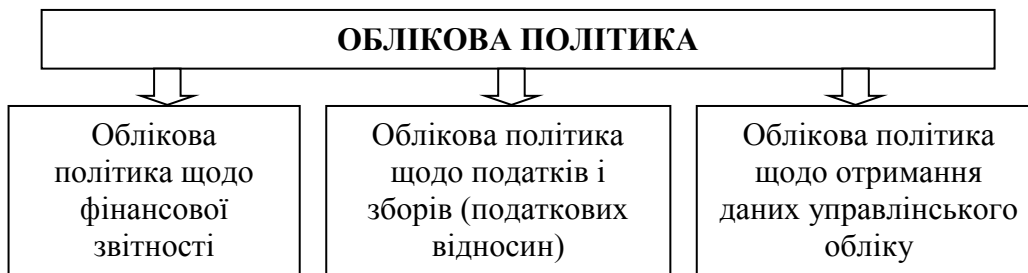 ОБЛІКОВА ПОЛІТИКА
Облікова
політика щодо
фінансової
звітності
Облікова політика
щодо податків і
зборів (податкових
відносин)
Облікова політика
щодо отримання
даних управлінського
обліку